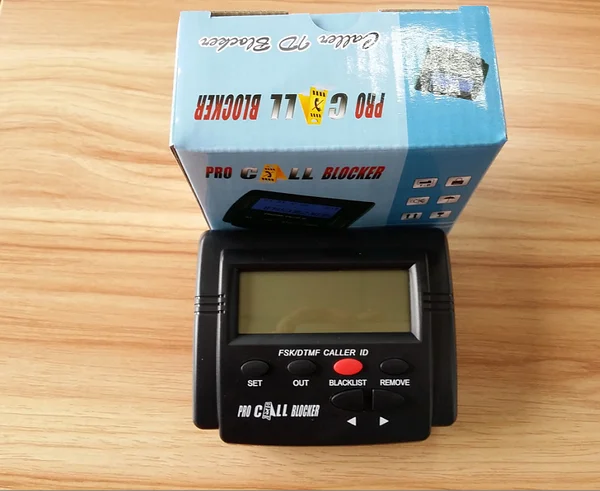 Caller ID Blocker
PRO CALL BLOCKER
PRO CALL BLOCKER
FSK/DTMF CALLER ID
SET OUT BLACKLIST REMOVE
PRO CALL BLOCKER